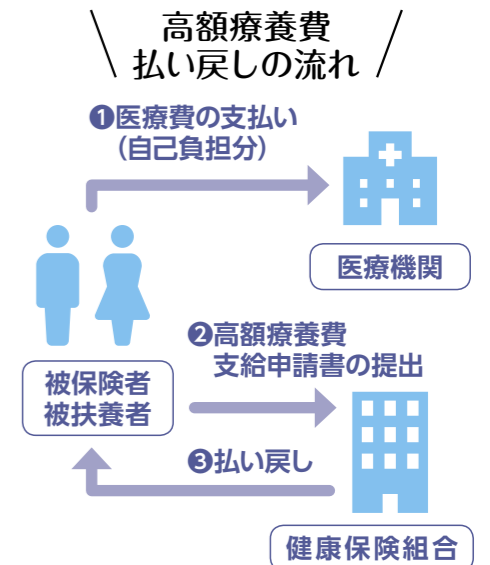 高額療養費
払い戻しの流れ
❶医療費の支払い
（自己負担分）
医療機関
❷高額療養費
支給申請書の提出
被保険者
被扶養者
❸払い戻し
健康保険組合